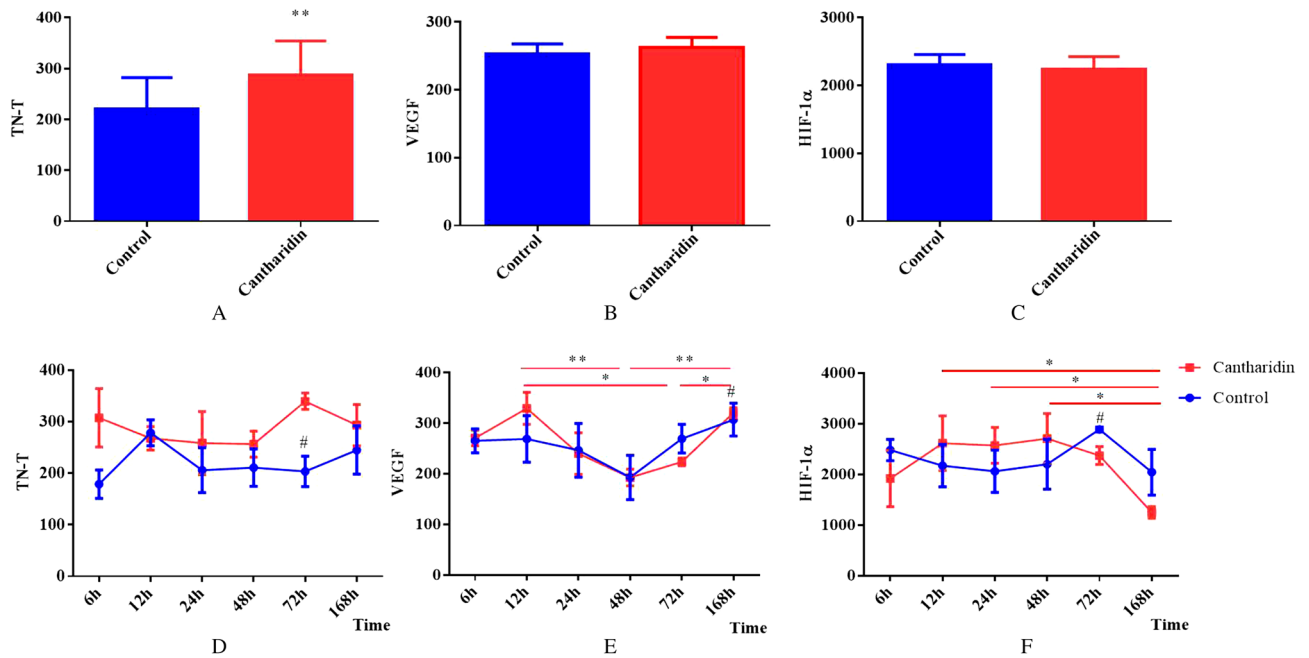 **
400
300
200
100
0
TN-T
Control
Cantharidin
A
300
200
100
0
VEGF
Control
Cantharidin
B
3000
2000
1000
0
HIF-1α
Control
Cantharidin
C
400
300
200
100
0
TN-T
#
6h
12h
24h
48h
72h
168h
Time
D
400
300
200
100
0
VEGF
** **
* *
#
6h
12h
24h
48h
72h
168h
Time
E
4000
3000
2000
1000
0
HIF-1α
*
*
*
#
6h
12h
24h
48h
72h
168h
Time
F
Cantharidin
Control